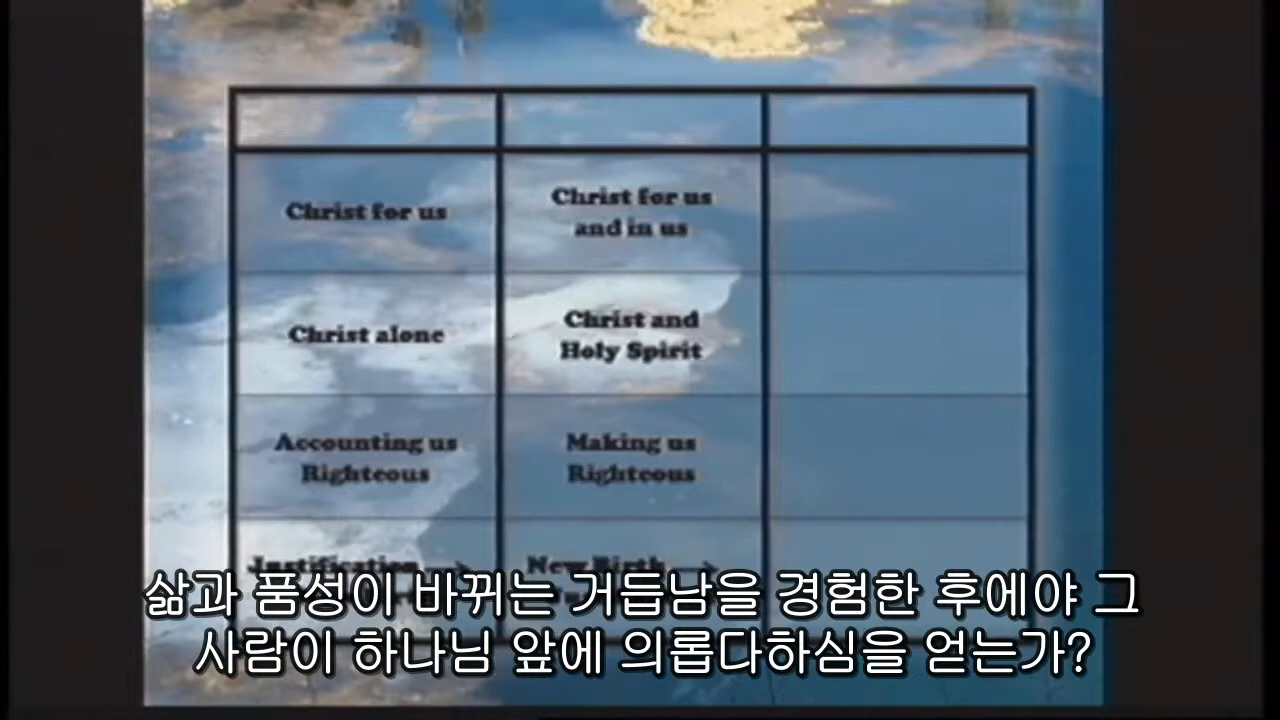 Christ for us
Christ for us
and in us
Christ alone
Christ and
Holy Spirit
Accounting us
Righteous
Making us
Righteous
Justification
New Birth
삶과 품성이 바뀌는 거듭남을 경험한 후에야 그
사람이 하나님 앞에 의롭다하심을 얻는가?